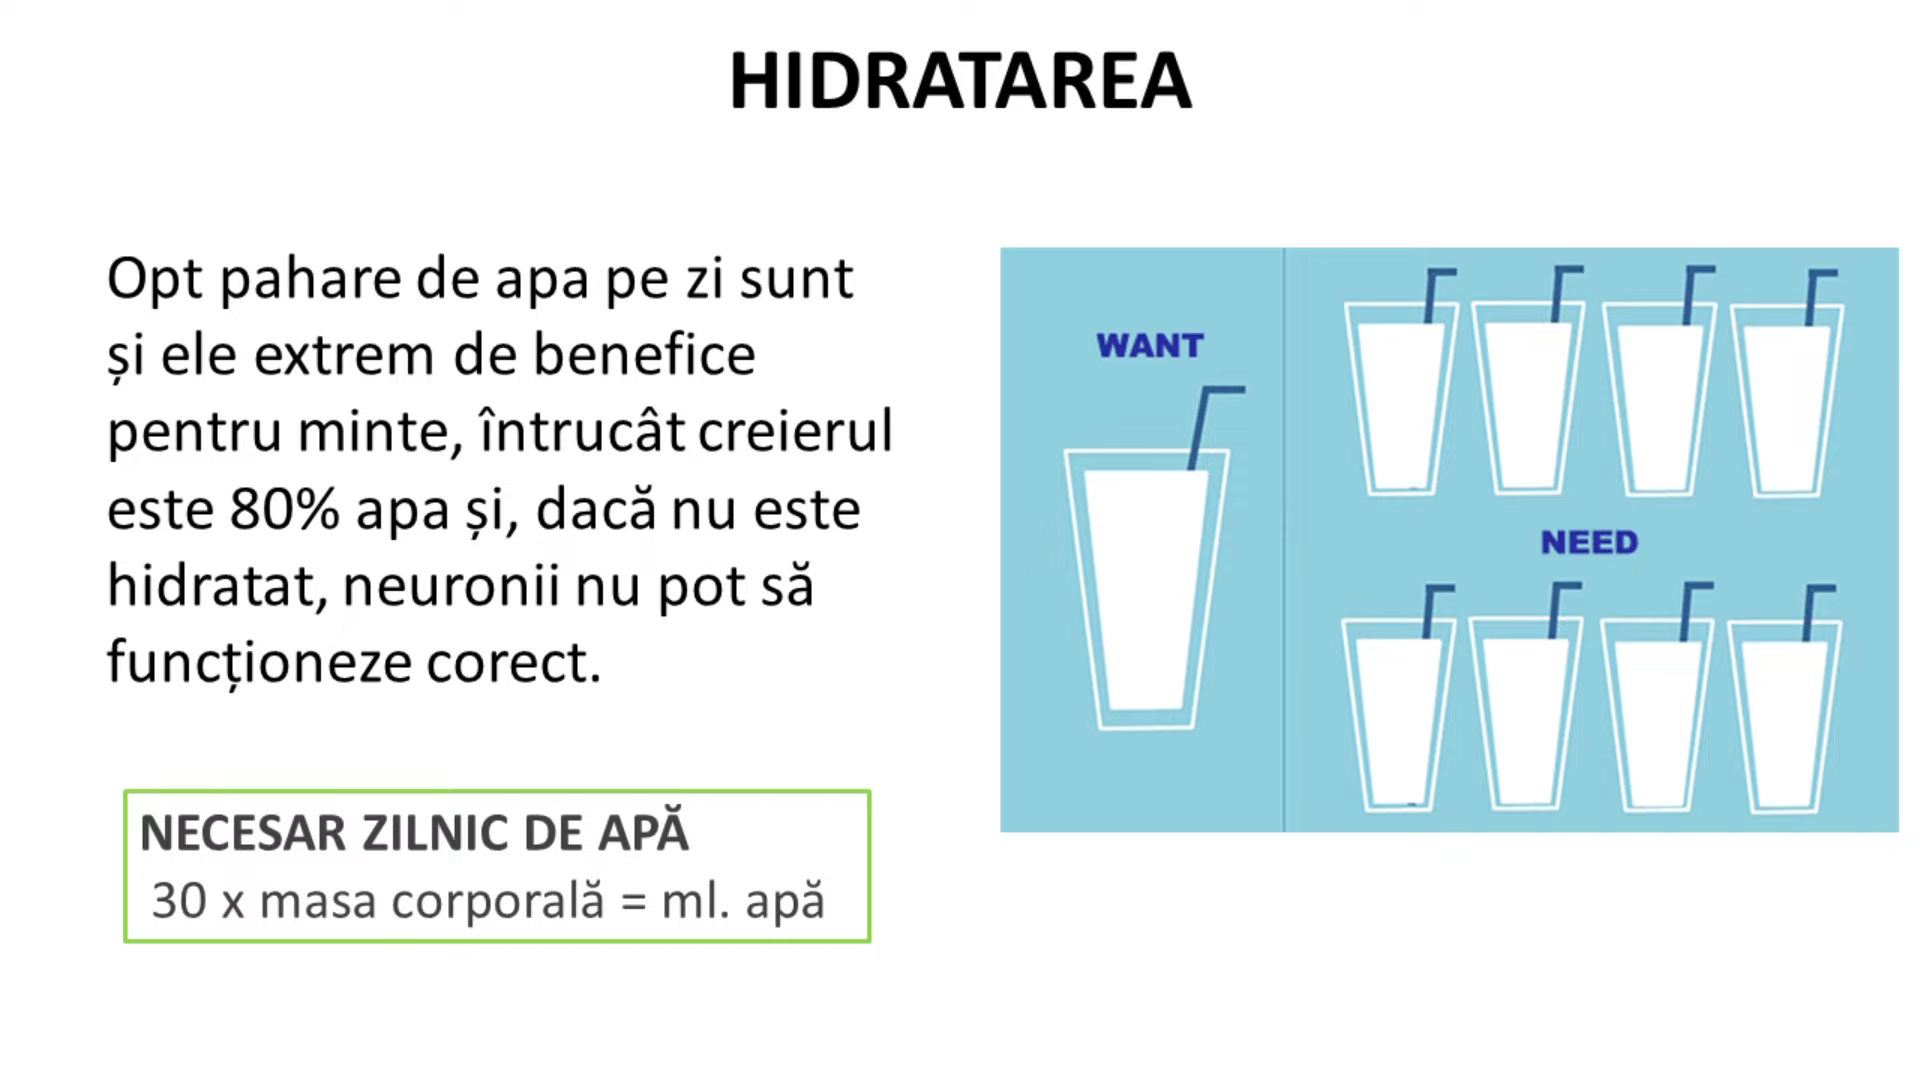 HIDRATAREA
Opt pahare de apa pe zi sunt
și ele extrem de benefice
pentru minte, întrucât creierul
este 80% apa și, dacă nu este
hidratat, neuronii nu pot să
funcționeze corect.
NECESAR ZILNIC DE APĂ
30 x masa corporală = ml. apă
WANT
NEED